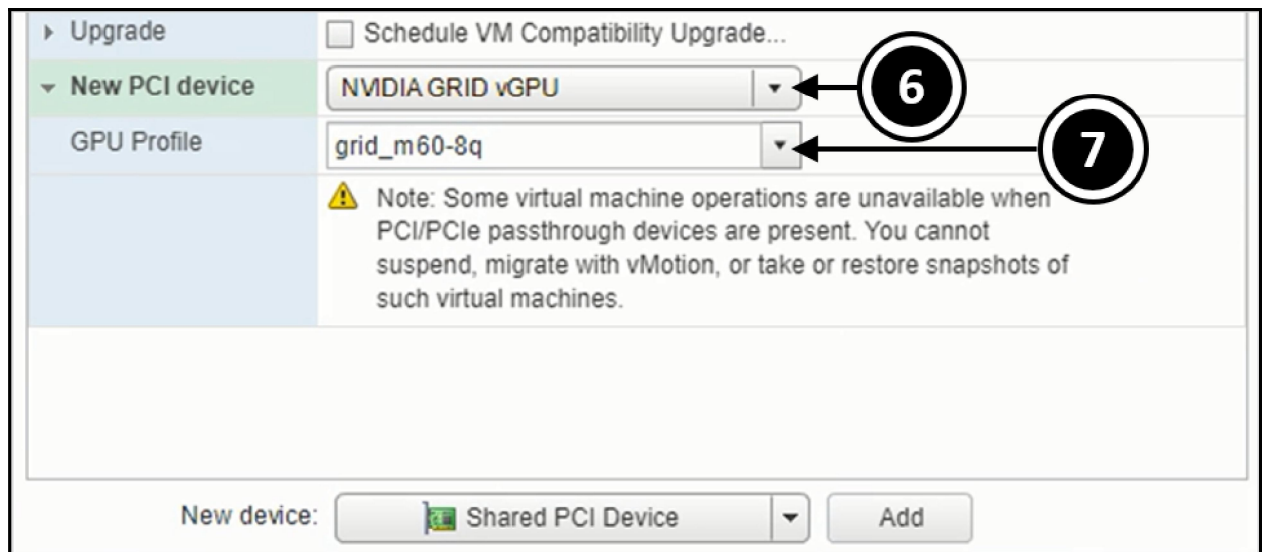 Upgrade
Schedule VM Compatibility Upgrade...
New PCI device
NVIDIA GRID vGPU
6
GPU Profile
grid_m60-8q
7
Note: Some virtual machine operations are unavailable when
PCI/PCIe passthrough devices are present. You cannot
suspend, migrate with vMotion, or take or restore snapshots of
such virtual machines.
New device:
Shared PCI Device
Add